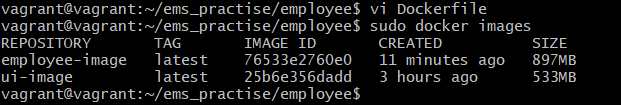 vagrant@vagrant:~/ems_practise/employee$ vi Dockerfile
vagrant@vagrant:~/ems_practise/employee$ sudo docker images
REPOSITORY TAG IMAGE ID CREATED SIZE
employee-image latest 76533e2760e0 11 minutes ago 897MB
ui-image latest 25b6e356dadd 3 hours ago 533MB
vagrant@vagrant:~/ems_practise/employee$